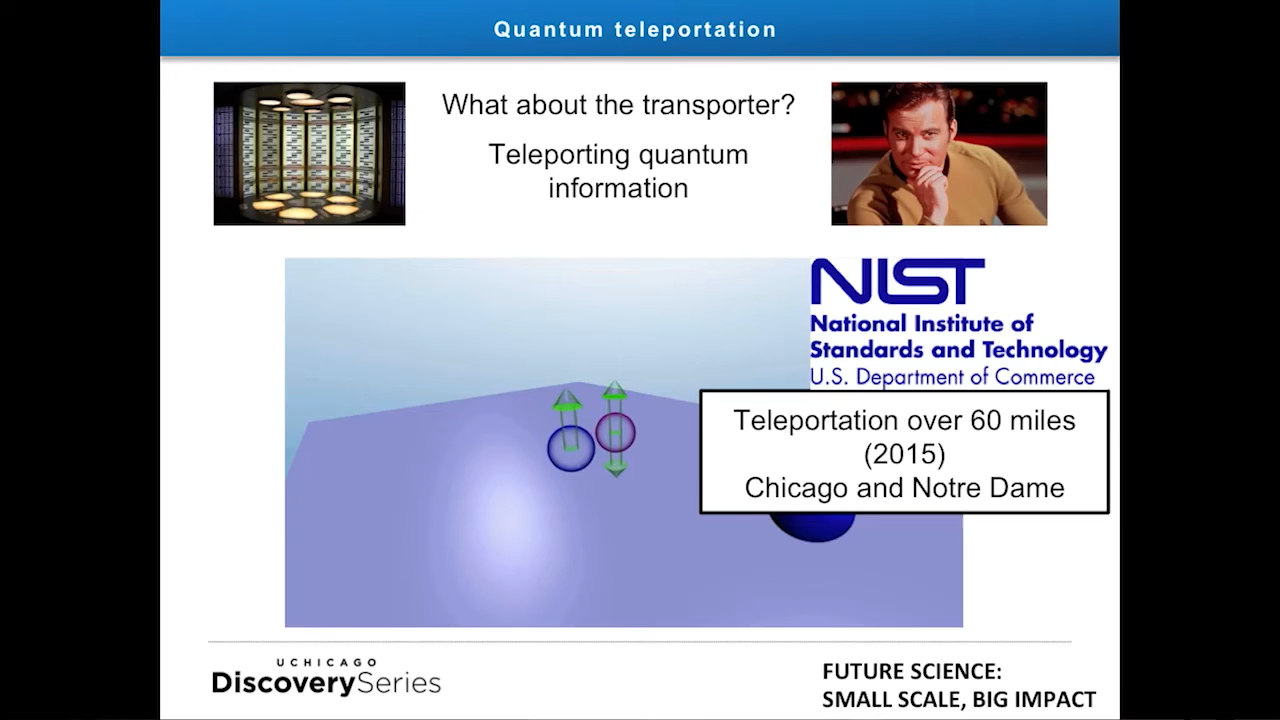 Quantum teleportation
What about the transporter?
Teleporting quantum
information
NIST
National Institute of
Standards and Technology
U.S. Department of Commerce
Teleportation over 60 miles
(2015)
Chicago and Notre Dame
UCHICAGO
DiscoverySeries
FUTURE SCIENCE:
SMALL SCALE, BIG IMPACT